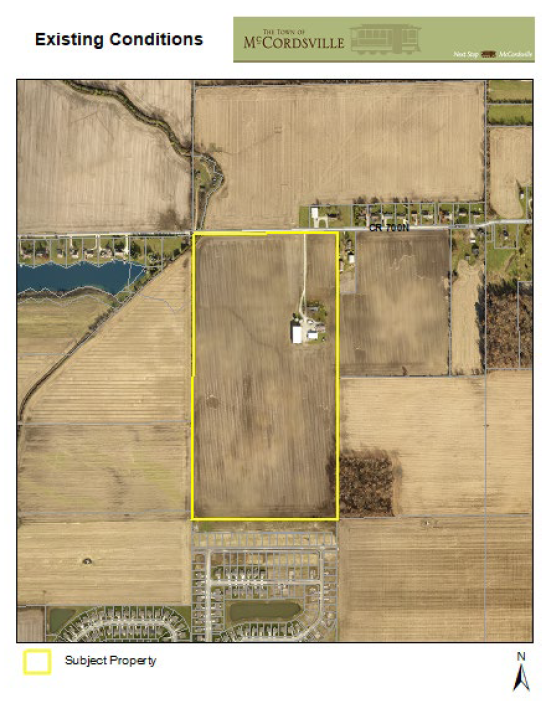 Existing Conditions
THE TOWN OF
MCCORDSVILLE
Next Stop McCordsville
CR 700N
Subject Property
N